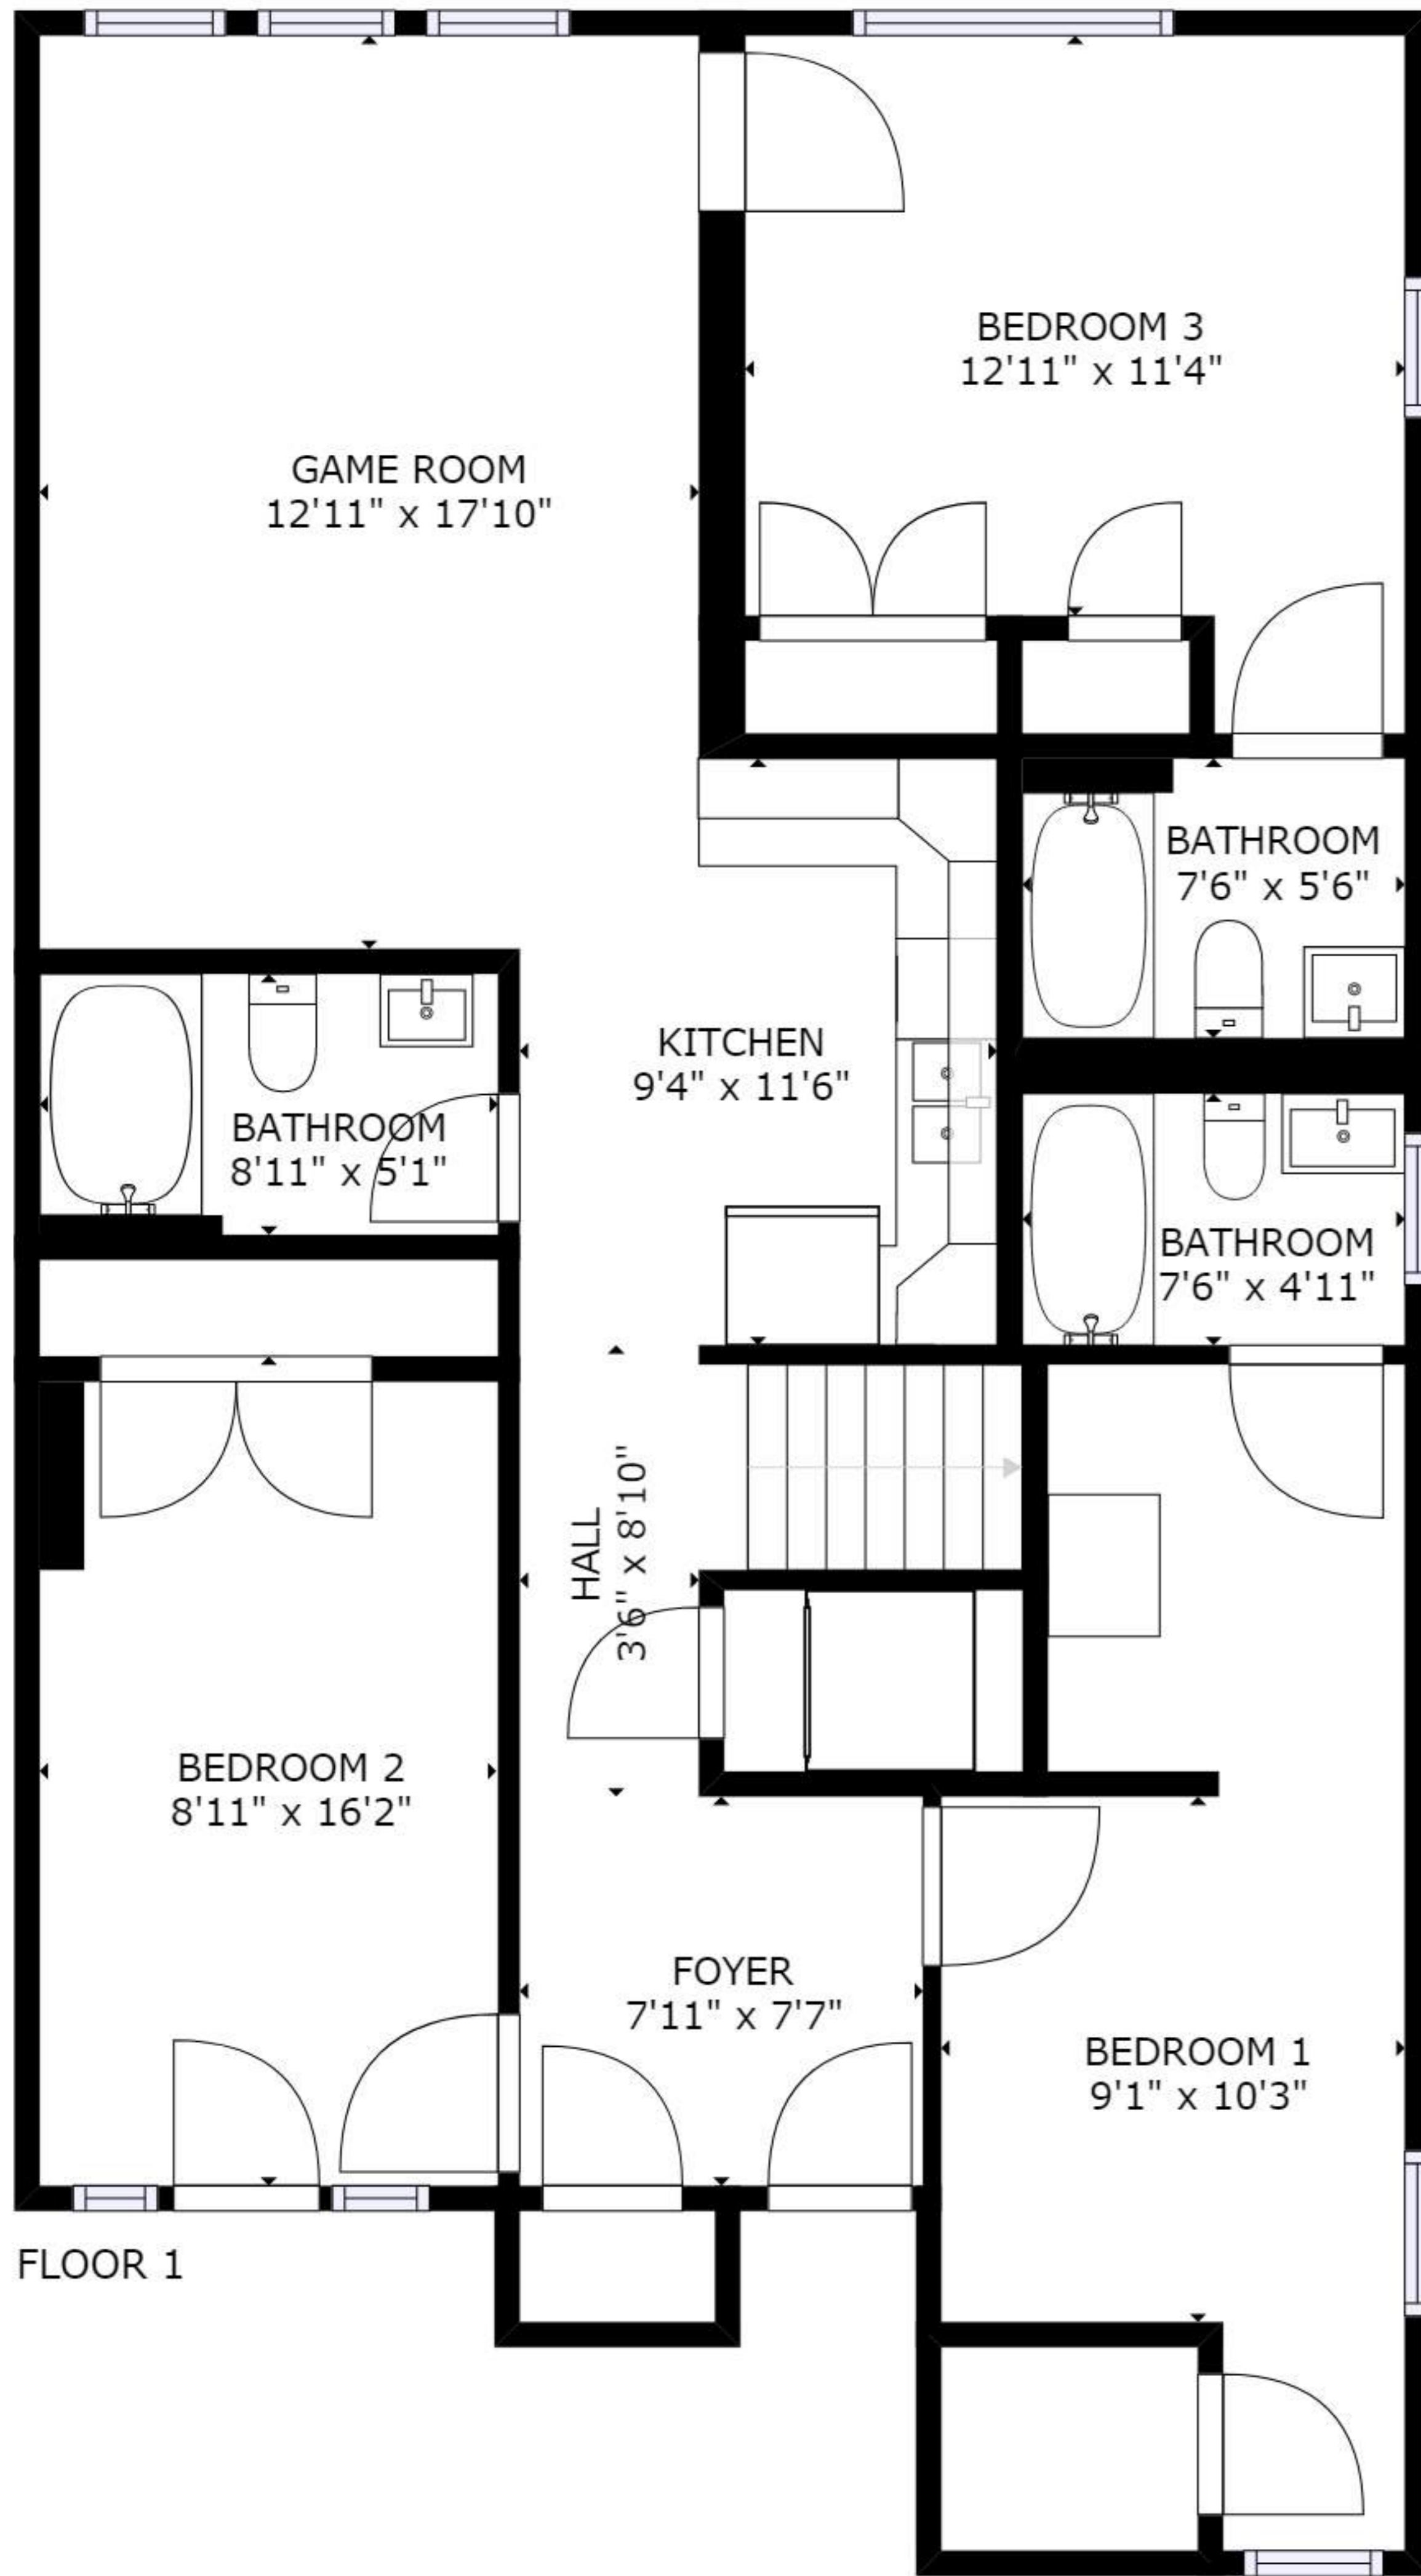 BEDROOM 3
12'11" x 11'4"
GAME ROOM
12'11" x 17'10"
BATHROOM
7'6" x 5'6"
KITCHEN
9'4" x 11'6"
BATHROOM
8'11" x 5'1"
BATHROOM
7'6" x 4'11"
HALL
3'6" x 8'10"
BEDROOM 2
8'11" x 16'2"
FOYER
7'11" x 7'7"
BEDROOM 1
9'1" x 10'3"
FLOOR 1